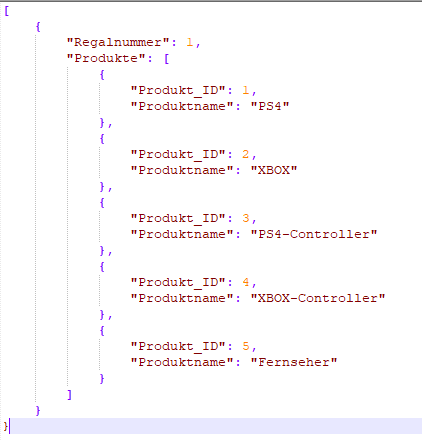 [
    {
        "Regalnummer": 1,
        "Produkte": [
            {
                "Produkt_ID": 1,
                "Produktname": "PS4"
            },
            {
                "Produkt_ID": 2,
                "Produktname": "XBOX"
            },
            {
                "Produkt_ID": 3,
                "Produktname": "PS4-Controller"
            },
            {
                "Produkt_ID": 4,
                "Produktname": "XBOX-Controller"
            },
            {
                "Produkt_ID": 5,
                "Produktname": "Fernseher"
            }
        ]
    }
}